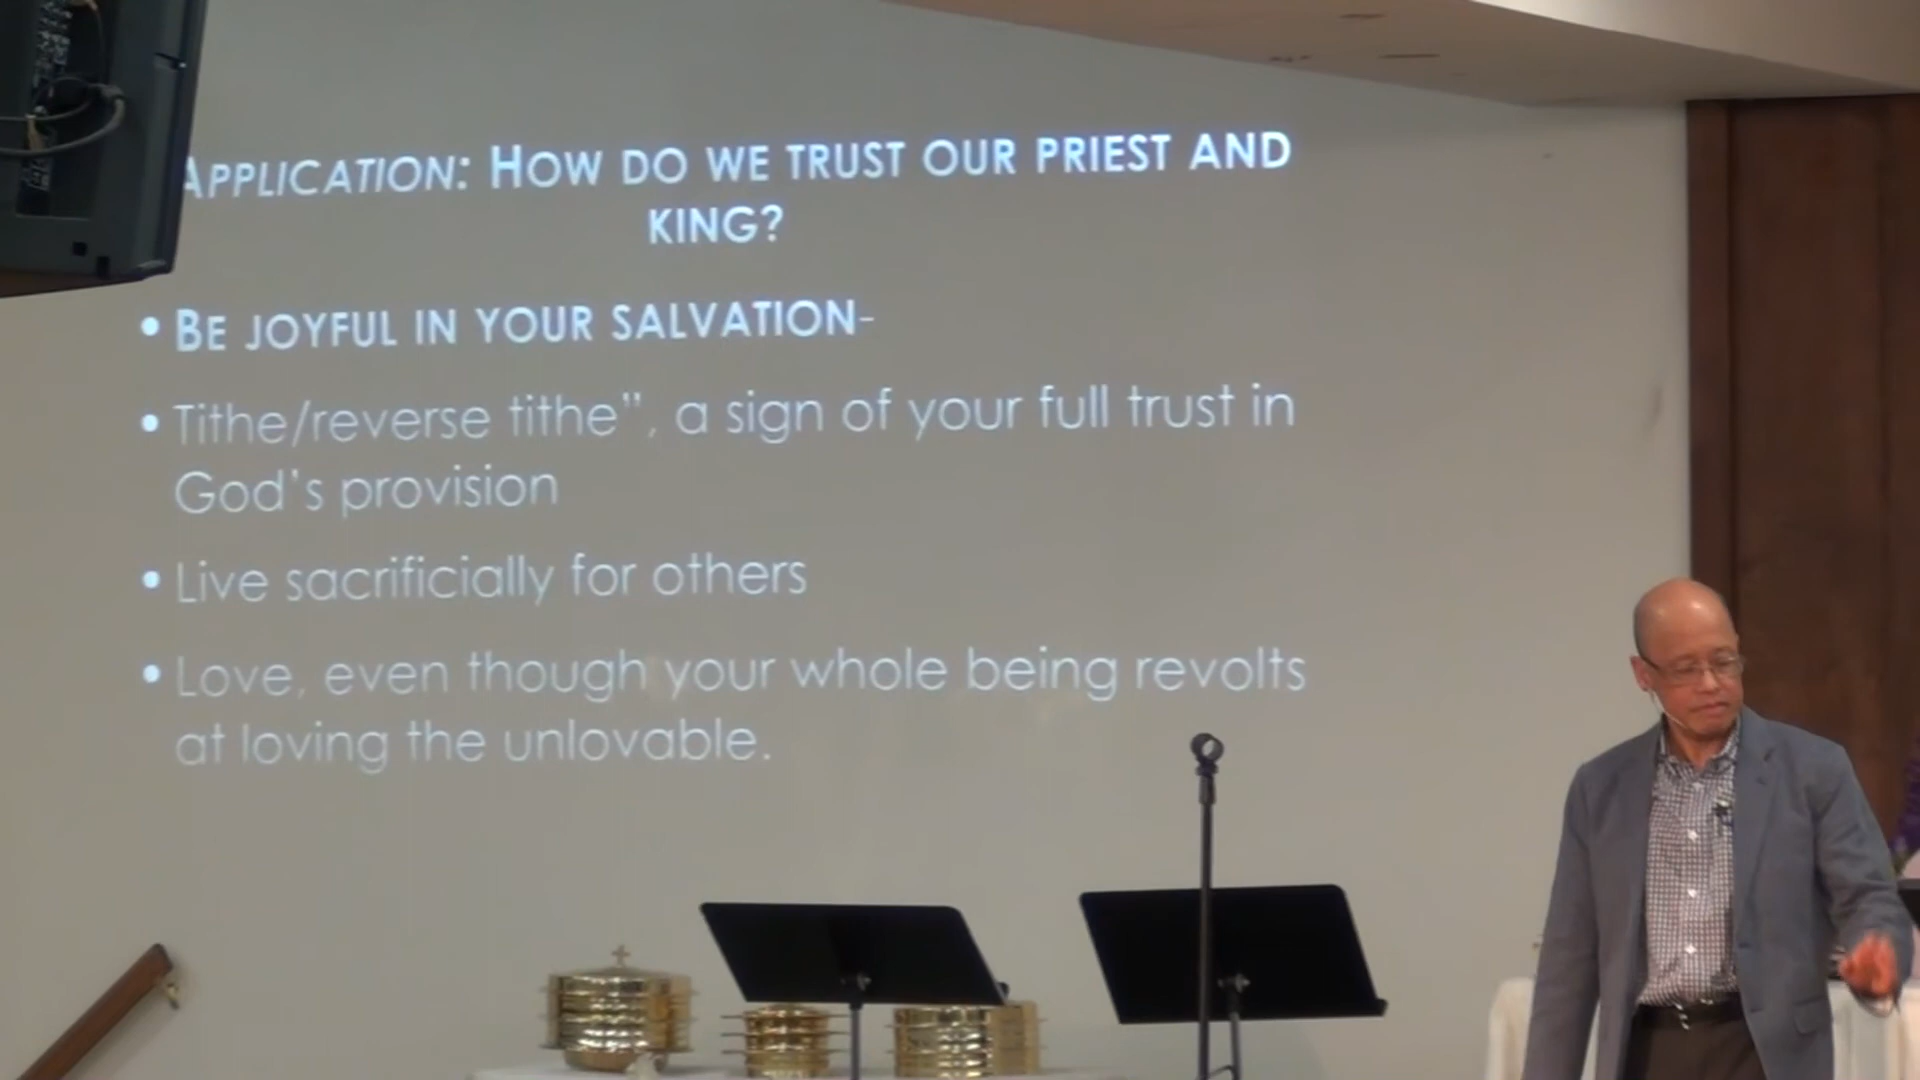 APPLICATION: HOW DO WE TRUST OUR PRIEST AND
KING?
• BE JOYFUL IN YOUR SALVATION-
• Tithe/reverse tithe", a sign of your full trust in
God's provision
• Live sacrificially for others
• Love, even though your whole being revolts
at loving the unlovable.